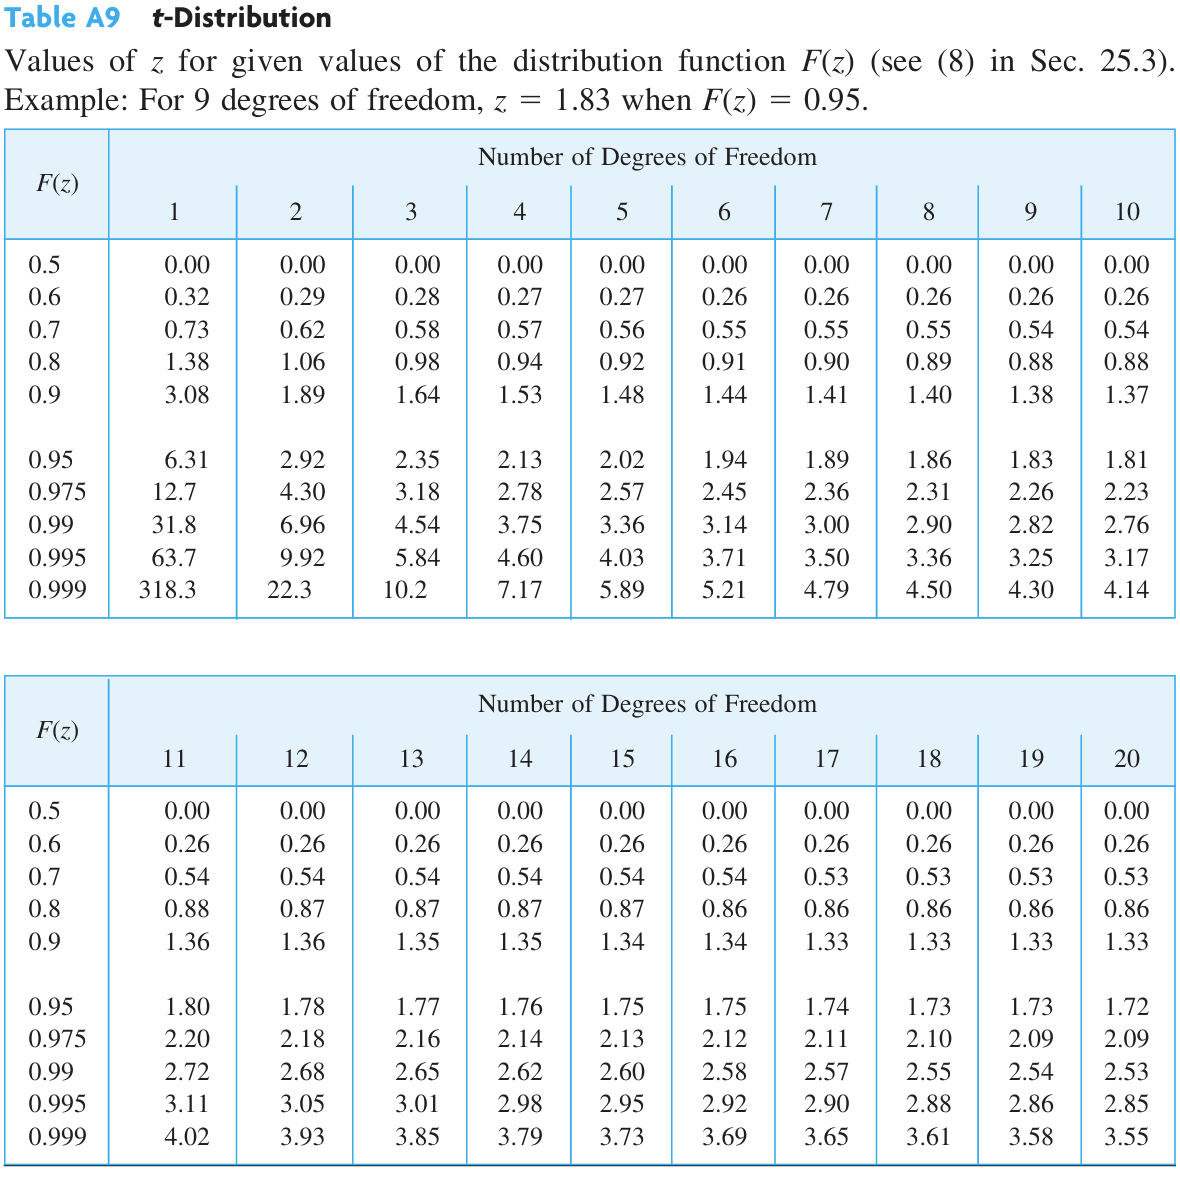 Table A9 t-Distribution
Values of z for given values of the distribution function F(z) (see (8) in Sec. 25.3).
Example: For 9 degrees of freedom, z = 1.83 when F(z) = 0.95.
F(z) Number of Degrees of Freedom
1 2 3 4 5 6 7 8 9 10
0.5 0.00 0.00 0.00 0.00 0.00 0.00 0.00 0.00 0.00 0.00
0.6 0.32 0.29 0.28 0.27 0.27 0.26 0.26 0.26 0.26 0.26
0.7 0.73 0.62 0.58 0.57 0.56 0.55 0.55 0.55 0.54 0.54
0.8 1.38 1.06 0.98 0.94 0.92 0.91 0.90 0.89 0.88 0.88
0.9 3.08 1.89 1.64 1.53 1.48 1.44 1.41 1.40 1.38 1.37
0.95 6.31 2.92 2.35 2.13 2.02 1.94 1.89 1.86 1.83 1.81
0.975 12.7 4.30 3.18 2.78 2.57 2.45 2.36 2.31 2.26 2.23
0.99 31.8 6.96 4.54 3.75 3.36 3.14 3.00 2.90 2.82 2.76
0.995 63.7 9.92 5.84 4.60 4.03 3.71 3.50 3.36 3.25 3.17
0.999 318.3 22.3 10.2 7.17 5.89 5.21 4.79 4.50 4.30 4.14
F(z) Number of Degrees of Freedom
11 12 13 14 15 16 17 18 19 20
0.5 0.00 0.00 0.00 0.00 0.00 0.00 0.00 0.00 0.00 0.00
0.6 0.26 0.26 0.26 0.26 0.26 0.26 0.26 0.26 0.26 0.26
0.7 0.54 0.54 0.54 0.54 0.54 0.54 0.53 0.53 0.53 0.53
0.8 0.88 0.87 0.87 0.87 0.87 0.86 0.86 0.86 0.86 0.86
0.9 1.36 1.36 1.35 1.35 1.34 1.34 1.33 1.33 1.33 1.33
0.95 1.80 1.78 1.77 1.76 1.75 1.75 1.74 1.73 1.73 1.72
0.975 2.20 2.18 2.16 2.14 2.13 2.12 2.11 2.10 2.09 2.09
0.99 2.72 2.68 2.65 2.62 2.60 2.58 2.57 2.55 2.54 2.53
0.995 3.11 3.05 3.01 2.98 2.95 2.92 2.90 2.88 2.86 2.85
0.999 4.02 3.93 3.85 3.79 3.73 3.69 3.65 3.61 3.58 3.55